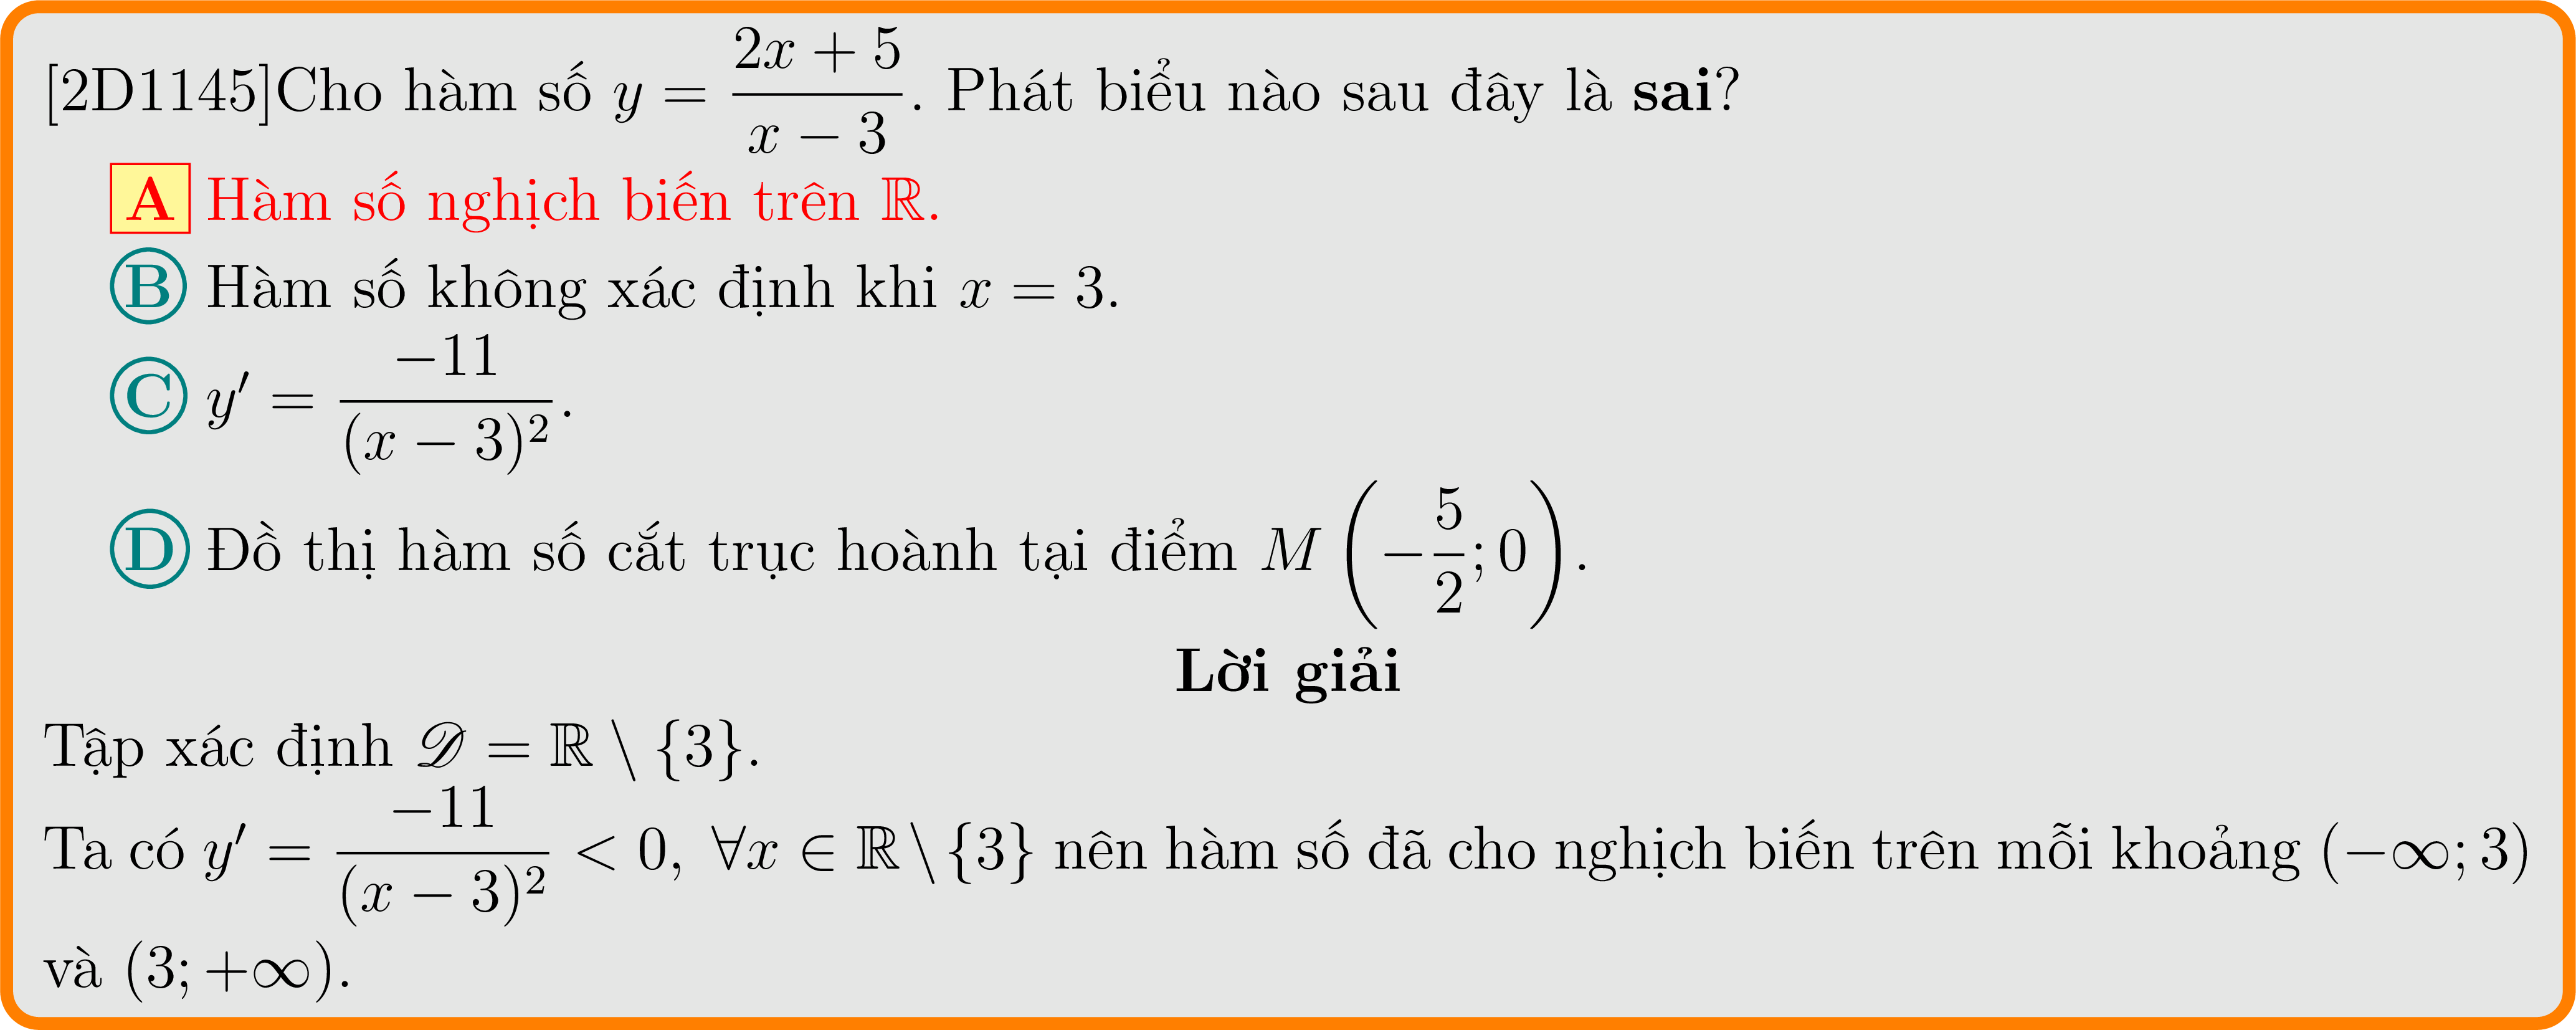 [2D1145]Cho hàm số $y = \dfrac{2x + 5}{x - 3}$. Phát biểu nào sau đây là sai?
A Hàm số nghịch biến trên $\mathbb{R}$.
B Hàm số không xác định khi $x = 3$.
C $y' = \dfrac{-11}{(x - 3)^2}$.
D Đồ thị hàm số cắt trục hoành tại điểm $M\left(-\dfrac{5}{2}; 0\right)$.
Lời giải
Tập xác định $\mathscr{D} = \mathbb{R} \setminus \{3\}$.
Ta có $y' = \dfrac{-11}{(x - 3)^2} < 0, \ \forall x \in \mathbb{R} \setminus \{3\}$ nên hàm số đã cho nghịch biến trên mỗi khoảng $(-\infty; 3)$
và $(3; +\infty)$.